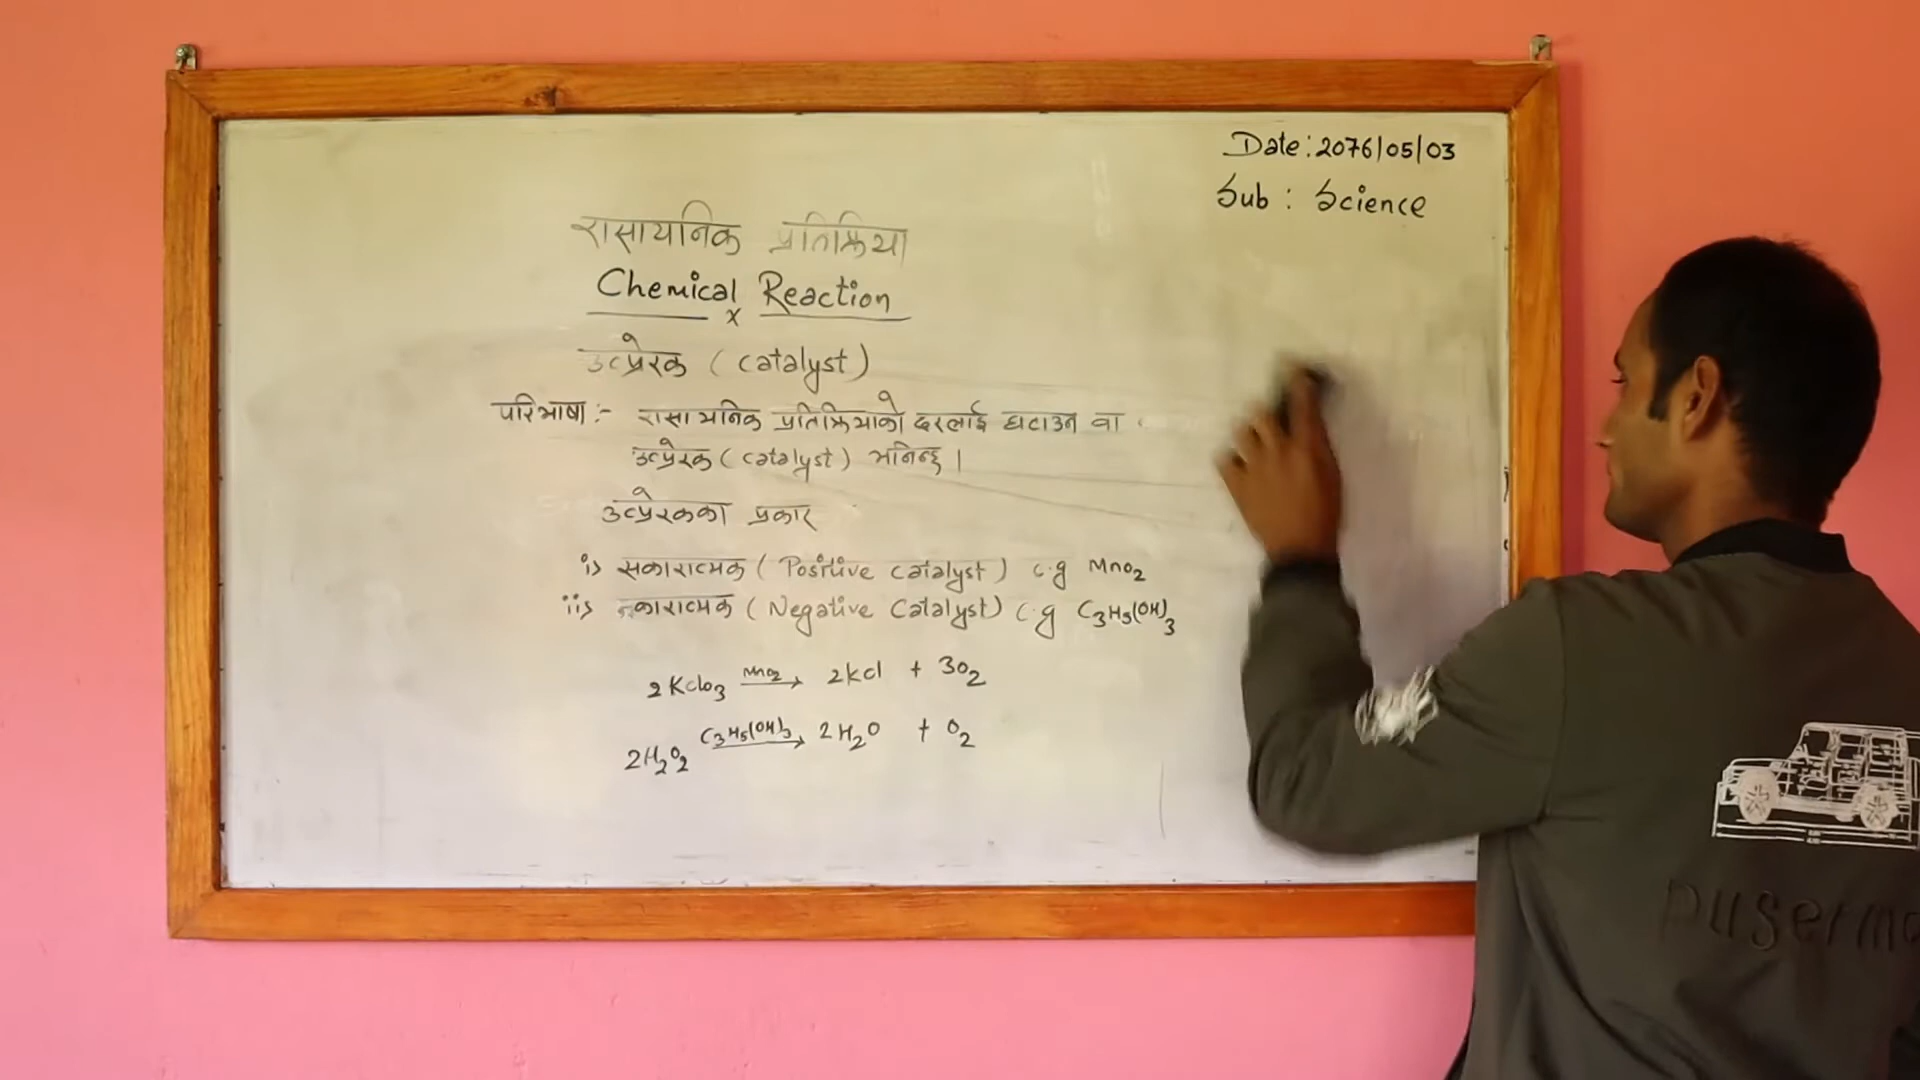 Date: 2076/05/03
Sub : Science
रासायनिक प्रतिक्रिया
Chemical Reaction
x
उत्प्रेरक (catalyst)
परिभाषा :- रासायनिक प्रतिक्रियाको दरलाई घटाउन वा
उत्प्रेरक (catalyst) भनिन्छ ।
उत्प्रेरकका प्रकार
i> सकारात्मक (Positive catalyst) e.g MnO2
ii> नकारात्मक (Negative Catalyst) e.g C3H5(OH)3
2KClO3 MnO2→ 2KCl + 3O2
2H2O2 C3H5(OH)3→ 2H2O + O2